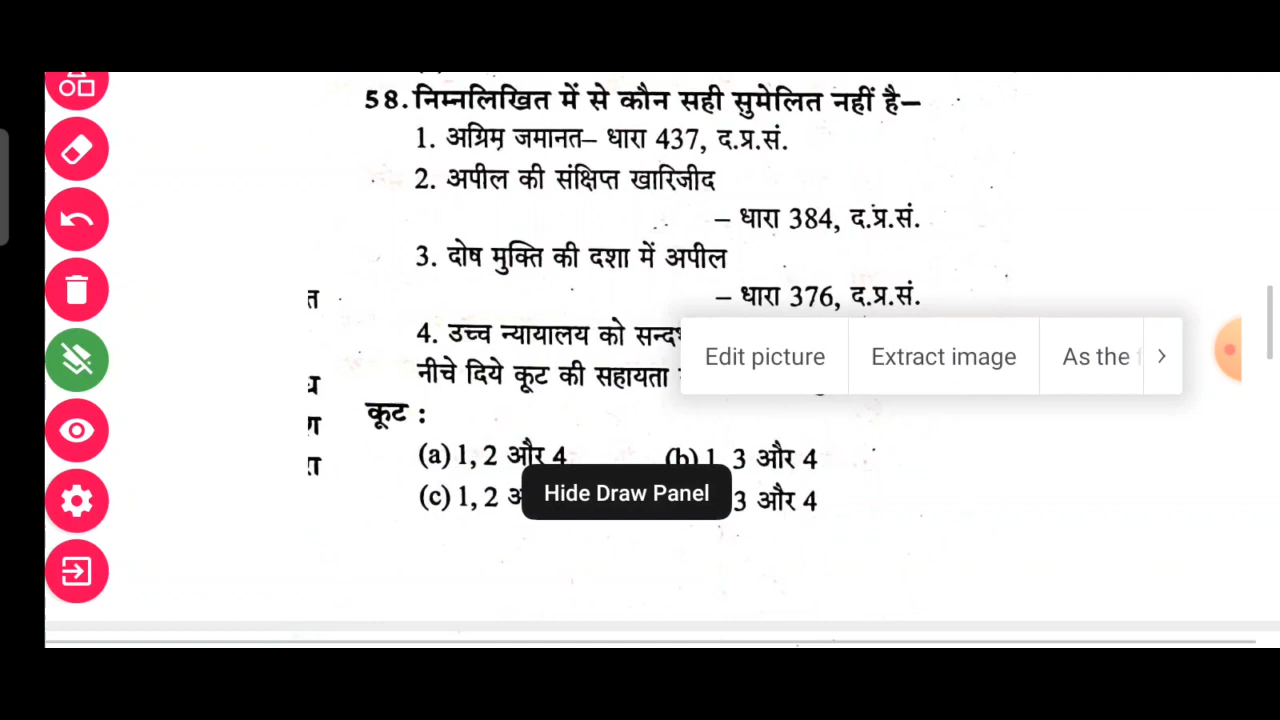 58. निम्नलिखित में से कौन सही सुमेलित नहीं है–
1. अग्रिम जमानत– धारा 437, द.प्र.सं.
2. अपील की संक्षिप्त खारिजीद
– धारा 384, द.प्र.सं.
3. दोष मुक्ति की दशा में अपील
त
– धारा 376, द.प्र.सं.
4. उच्च न्यायालय को
Edit picture
Extract image
As the
नीचे दिये कूट की सहायता
कूट :
(a) 1, 2 और 4
(b) 1 3 और 4
(c) 1, 2
Hide Draw Panel
3 और 4